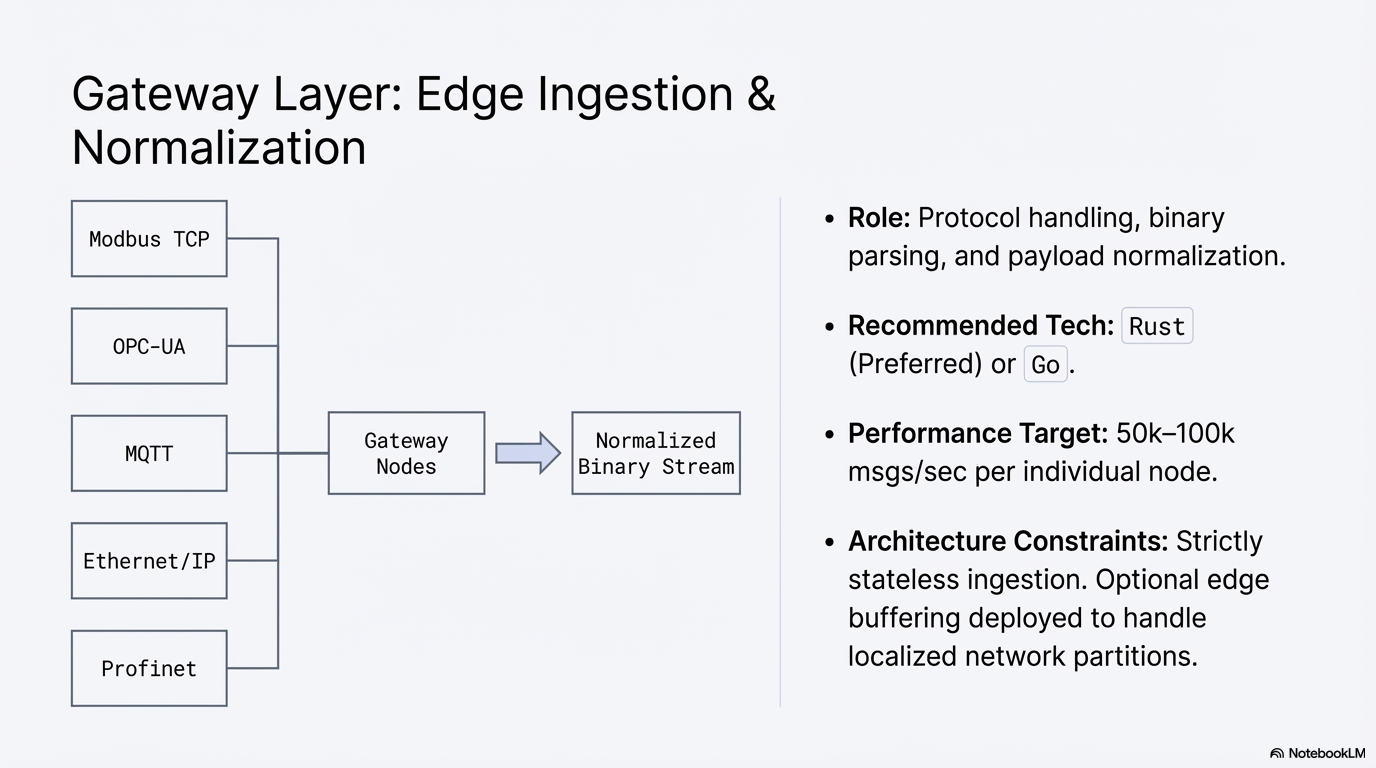 Gateway Layer: Edge Ingestion &
Normalization
Modbus TCP
OPC-UA
MQTT
Ethernet/IP
Profinet
Gateway
Nodes
Normalized
Binary Stream
• Role: Protocol handling, binary
parsing, and payload normalization.
• Recommended Tech: Rust
(Preferred) or Go.
• Performance Target: 50k–100k
msgs/sec per individual node.
• Architecture Constraints: Strictly
stateless ingestion. Optional edge
buffering deployed to handle
localized network partitions.
NotebookLM